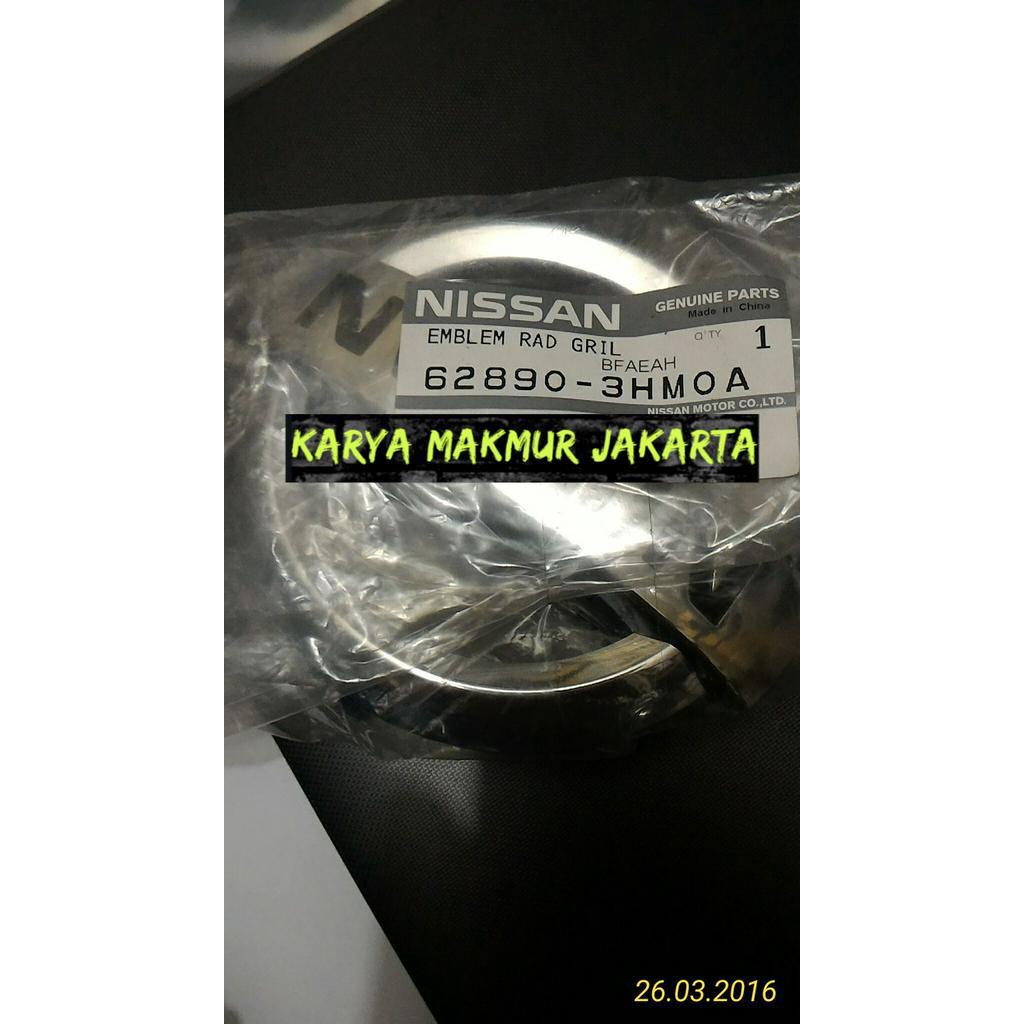 NISSAN
GENUINE PARTS
Made in China
EMBLEM RAD GRIL
Q'TY 1
BFAEAH
62890-3HM0A
NISSAN MOTOR CO.,LTD.
KARYA MAKMUR JAKARTA
26.03.2016